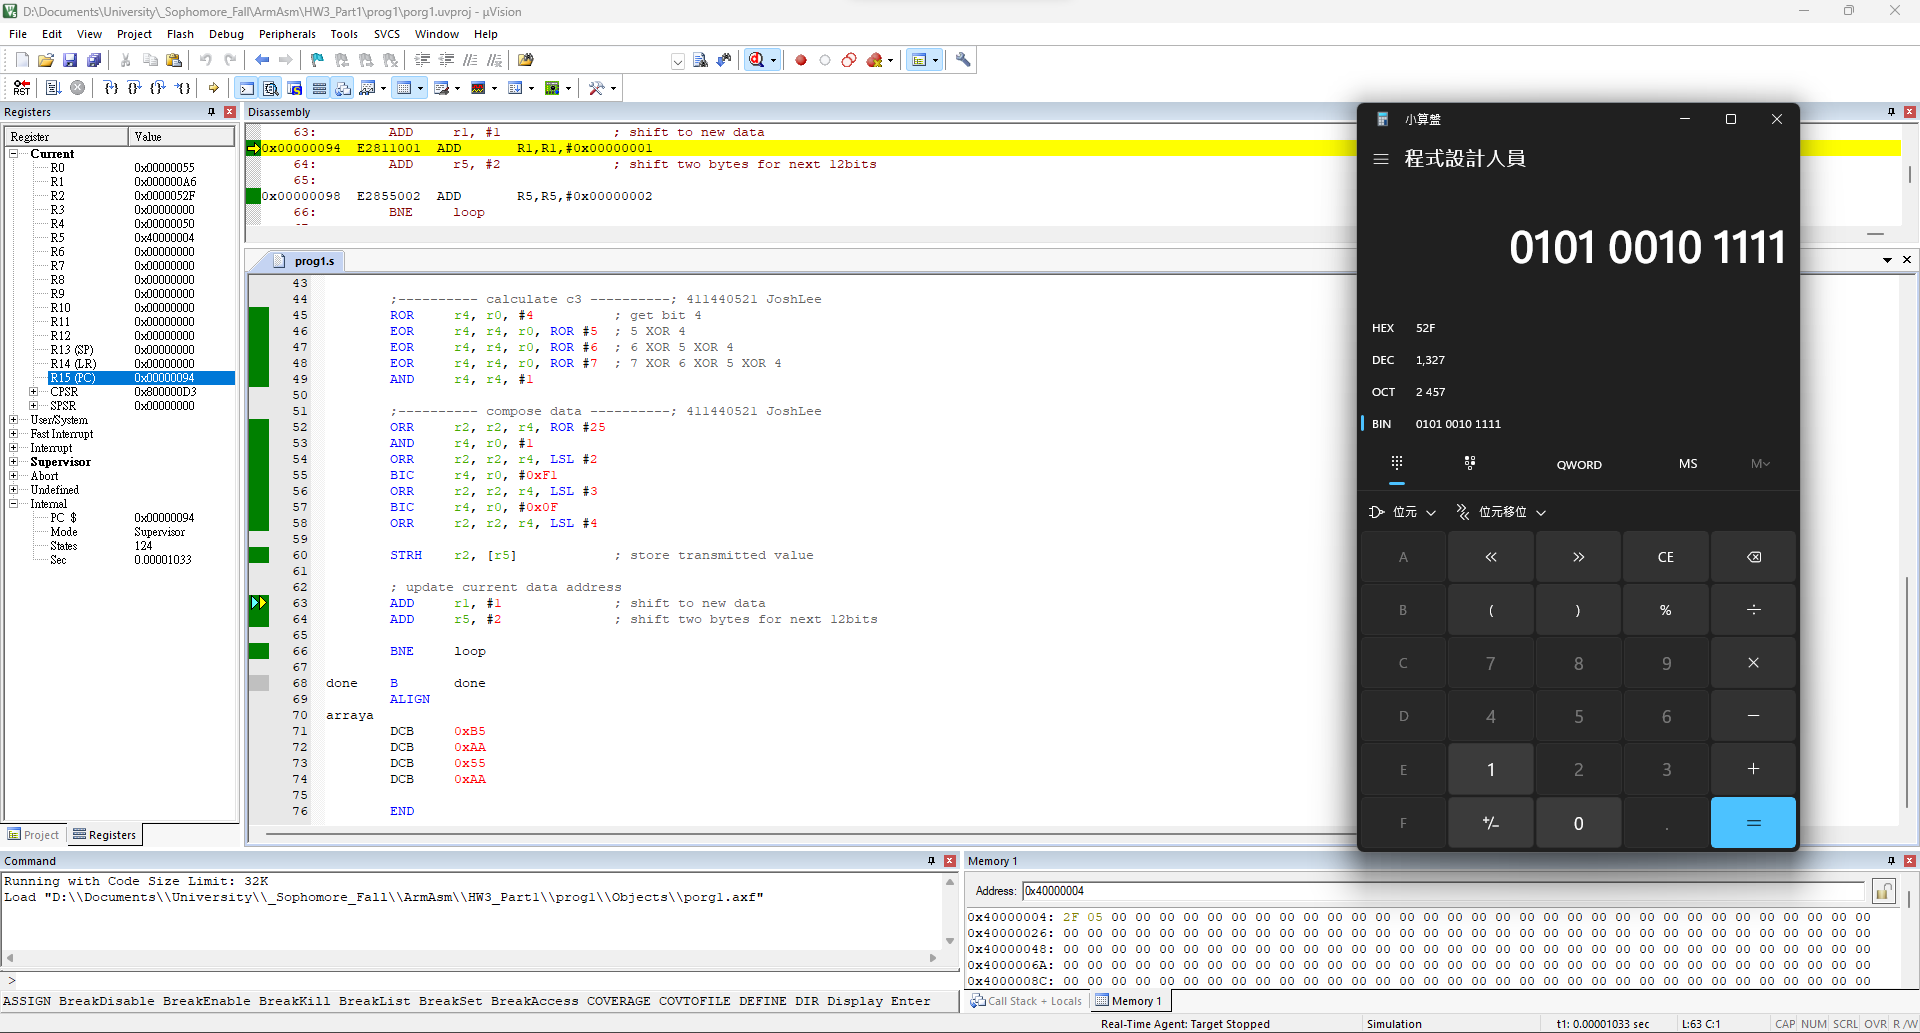 D:\Documents\University\_Sophomore_Fall\ArmAsm\HW3_Part1\prog1\porg1.uvproj - µVision
File Edit View Project Flash Debug Peripherals Tools SVCS Window Help
Registers
Register Value
Current
R0 0x00000055
R1 0x000000A6
R2 0x0000052F
R3 0x00000000
R4 0x00000050
R5 0x40000004
R6 0x00000000
R7 0x00000000
R8 0x00000000
R9 0x00000000
R10 0x00000000
R11 0x00000000
R12 0x00000000
R13 (SP) 0x00000000
R14 (LR) 0x00000000
R15 (PC) 0x00000094
CPSR 0x800000D3
SPSR 0x00000000
User/System
Fast Interrupt
Interrupt
Supervisor
Abort
Undefined
Internal
PC $ 0x00000094
Mode Supervisor
States 124
Sec 0.00001033
Project Registers
Disassembly
63: ADD r1, #1 ; shift to new data
0x00000094 E2811001 ADD R1,R1,#0x00000001
64: ADD r5, #2 ; shift two bytes for next 12bits
65:
0x00000098 E2855002 ADD R5,R5,#0x00000002
66: BNE loop
prog1.s
43
44 ;---------- calculate c3 ----------; 411440521 JoshLee
45 ROR r4, r0, #4 ; get bit 4
46 EOR r4, r4, r0, ROR #5 ; 5 XOR 4
47 EOR r4, r4, r0, ROR #6 ; 6 XOR 5 XOR 4
48 EOR r4, r4, r0, ROR #7 ; 7 XOR 6 XOR 5 XOR 4
49 AND r4, r4, #1
50
51 ;---------- compose data ----------; 411440521 JoshLee
52 ORR r2, r2, r4, ROR #25
53 AND r4, r0, #1
54 ORR r2, r2, r4, LSL #2
55 BIC r4, r0, #0xF1
56 ORR r2, r2, r4, LSL #3
57 BIC r4, r0, #0x0F
58 ORR r2, r2, r4, LSL #4
59
60 STRH r2, [r5] ; store transmitted value
61
62 ; update current data address
63 ADD r1, #1 ; shift to new data
64 ADD r5, #2 ; shift two bytes for next 12bits
65
66 BNE loop
67
68 done B done
69 ALIGN
70 arraya
71 DCB 0xB5
72 DCB 0xAA
73 DCB 0x55
74 DCB 0xAA
75
76 END
小算盤
程式設計人員
0101 0010 1111
HEX 52F
DEC 1,327
OCT 2 457
BIN 0101 0010 1111
QWORD MS M
位元 位元移位
A « » CE
B ( ) % ÷
C 7 8 9 ×
D 4 5 6 −
E 1 2 3 +
F +/− 0 . =
Command
Running with Code Size Limit: 32K
Load "D:\\Documents\\University\\_Sophomore_Fall\\ArmAsm\\HW3_Part1\\prog1\\Objects\\porg1.axf"
>
ASSIGN BreakDisable BreakEnable BreakKill BreakList BreakSet BreakAccess COVERAGE COVTOFILE DEFINE DIR Display Enter
Memory 1
Address: 0x40000004
0x40000004: 2F 05 00 00 00 00 00 00 00 00 00 00 00 00 00 00 00 00 00 00 00 00 00 00 00 00 00 00 00 00 00 00 00 00
0x40000026: 00 00 00 00 00 00 00 00 00 00 00 00 00 00 00 00 00 00 00 00 00 00 00 00 00 00 00 00 00 00 00 00 00 00
0x40000048: 00 00 00 00 00 00 00 00 00 00 00 00 00 00 00 00 00 00 00 00 00 00 00 00 00 00 00 00 00 00 00 00 00 00
0x4000006A: 00 00 00 00 00 00 00 00 00 00 00 00 00 00 00 00 00 00 00 00 00 00 00 00 00 00 00 00 00 00 00 00 00 00
0x4000008C: 00 00 00 00 00 00 00 00 00 00 00 00 00 00 00 00 00 00 00 00 00 00 00 00 00 00 00 00 00 00 00 00 00 00
Call Stack + Locals Memory 1
Real-Time Agent: Target Stopped Simulation t1: 0.00001033 sec L:63 C:1 CAP NUM SCRL OVR R/W